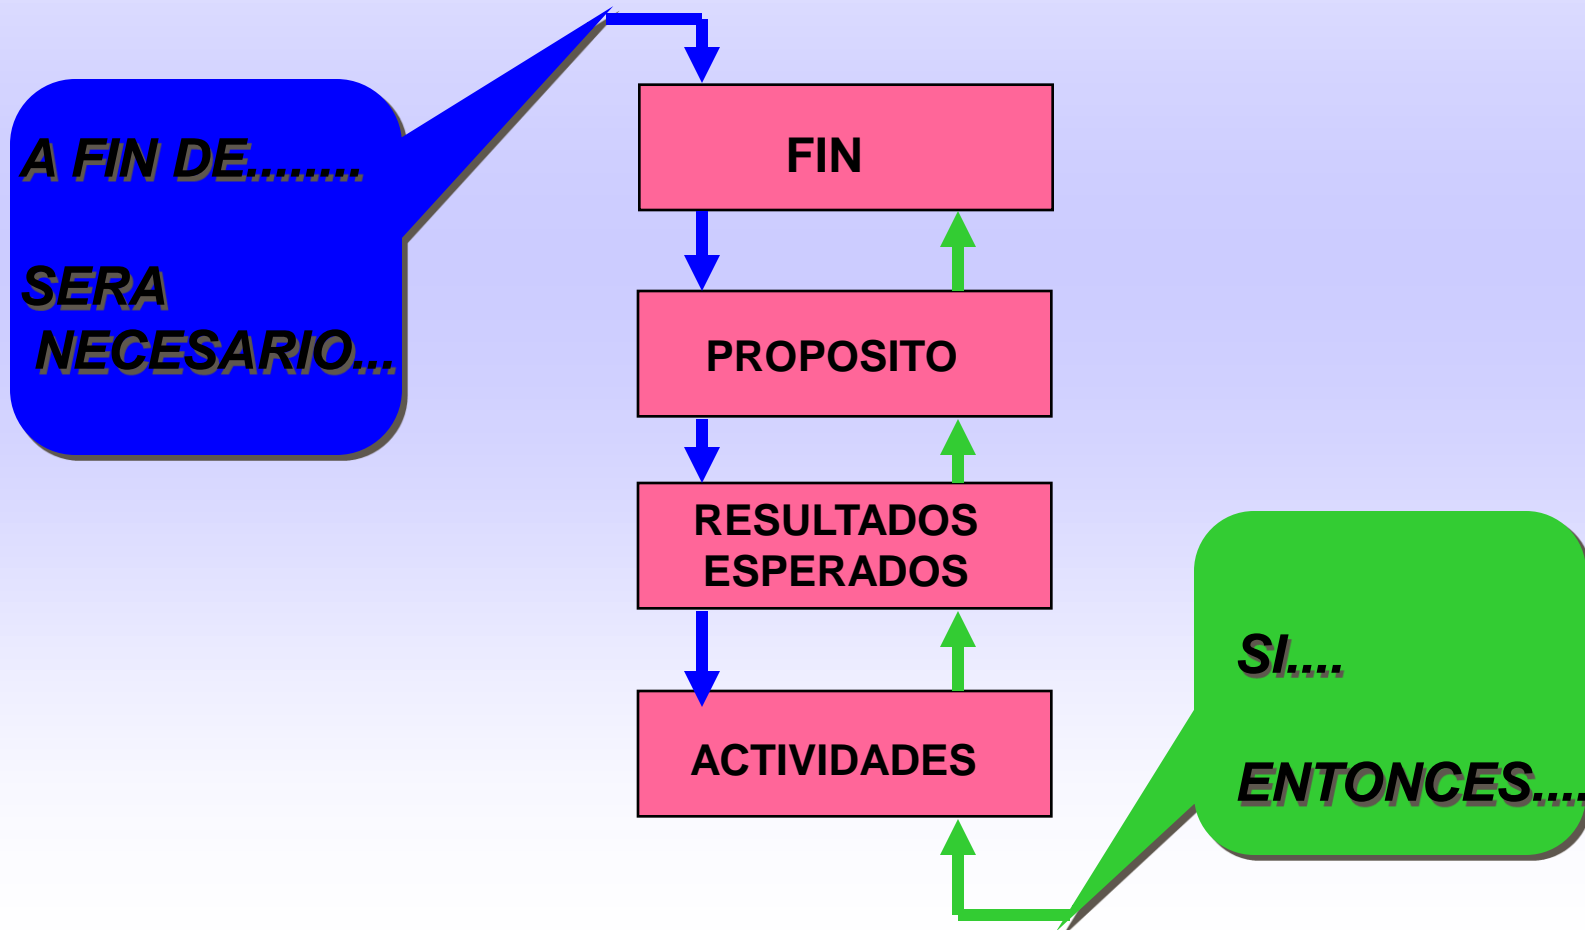 A FIN DE........
SERA
NECESARIO...
FIN
PROPOSITO
RESULTADOS
ESPERADOS
ACTIVIDADES
SI....
ENTONCES....